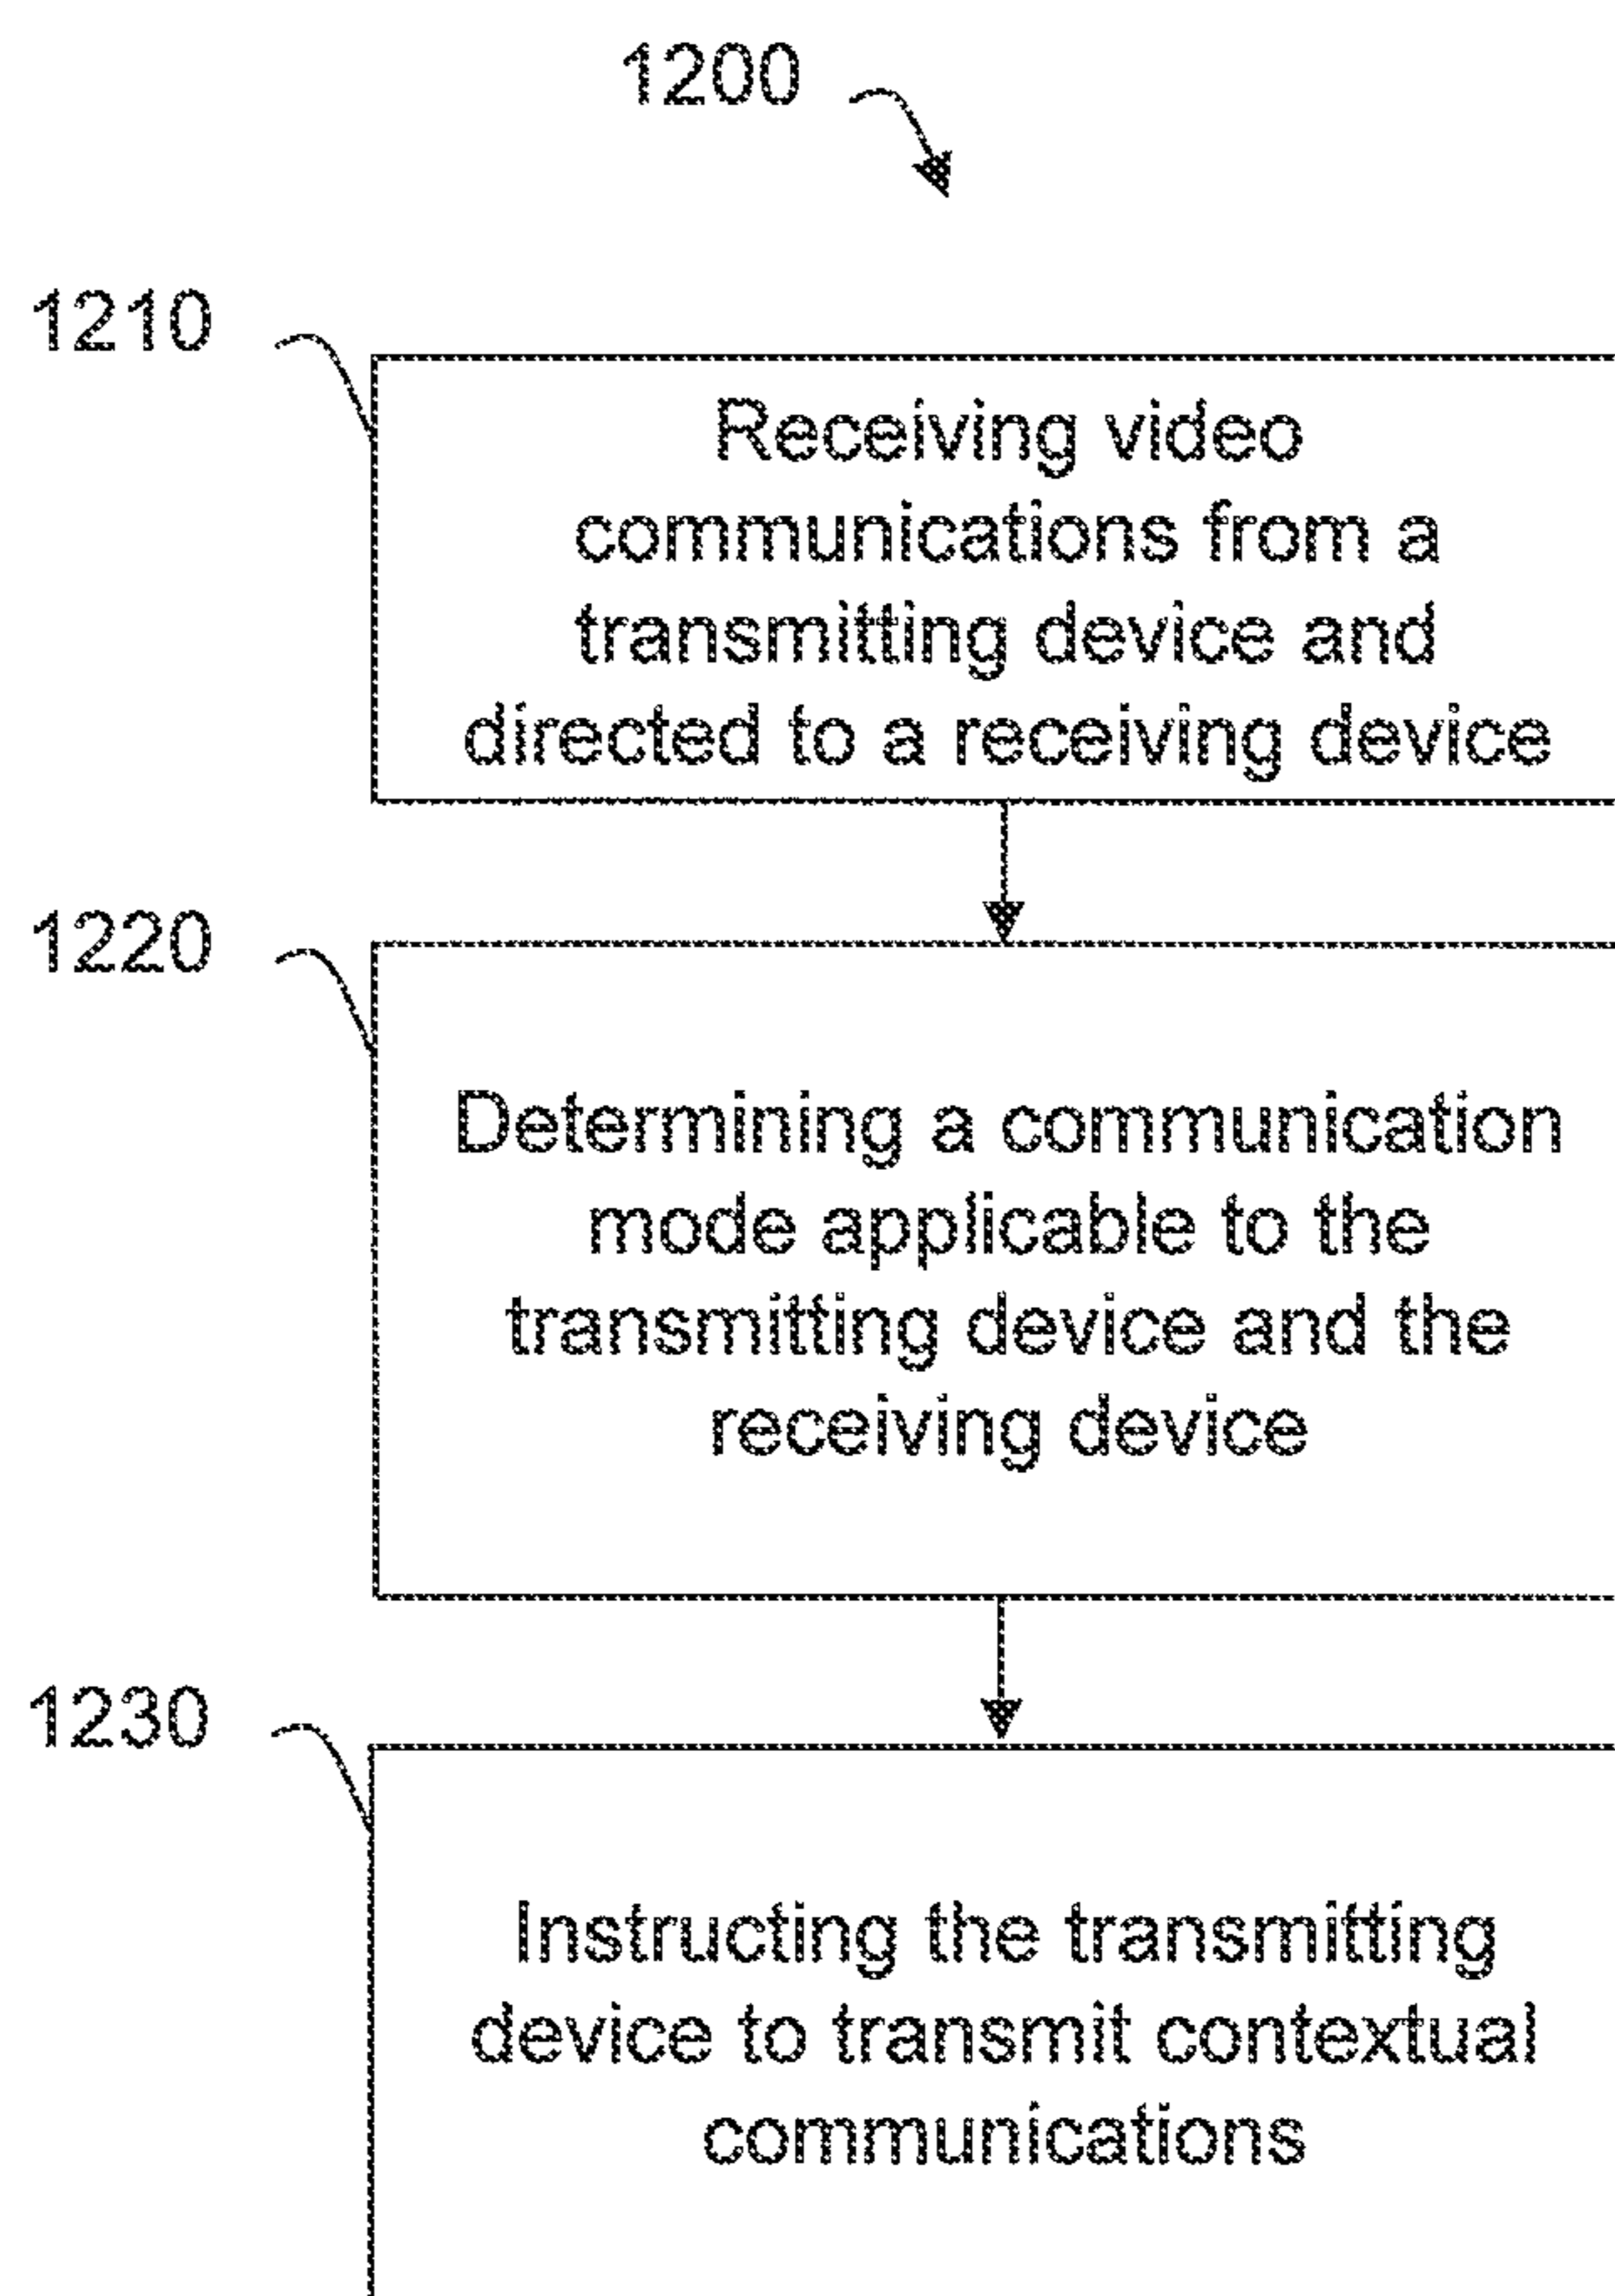 1200
1210
Receiving video
communications from a
transmitting device and
directed to a receiving device
1220
Determining a communication
mode applicable to the
transmitting device and the
receiving device
1230
Instructing the transmitting
device to transmit contextual
communications